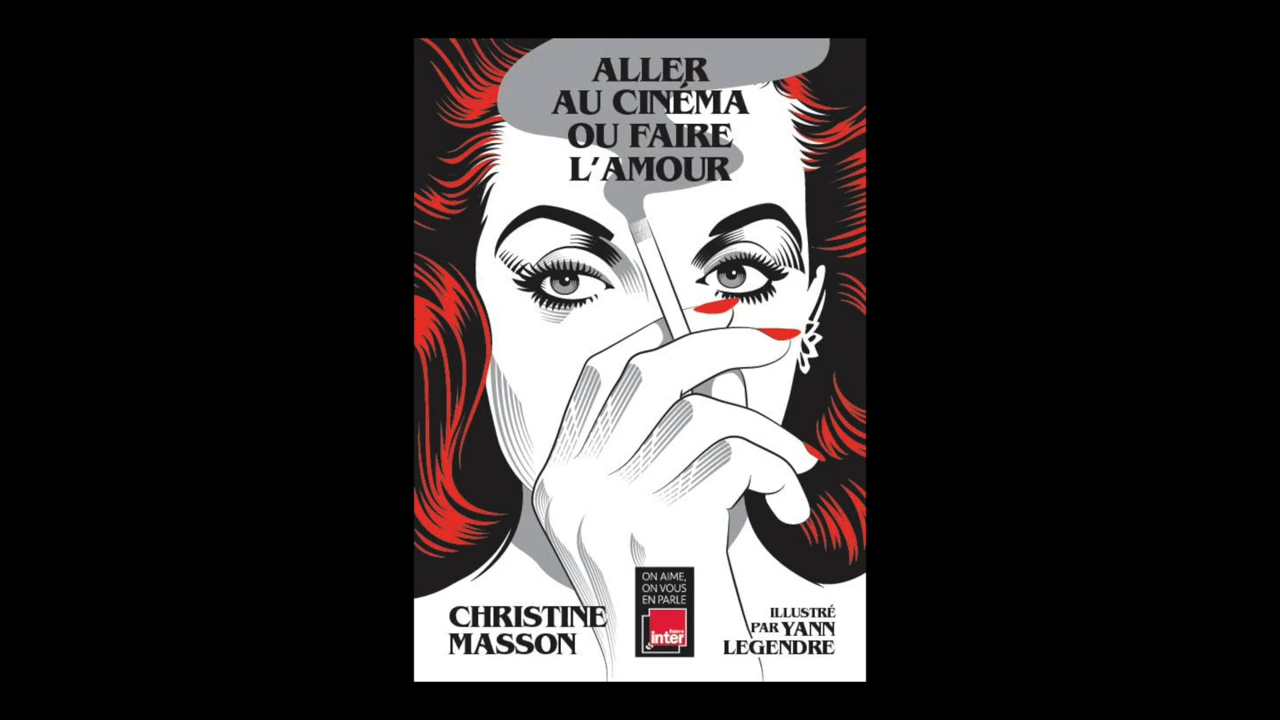 ALLER
AU CINÉMA
OU FAIRE
L'AMOUR
CHRISTINE
MASSON
ON AIME,
ON VOUS
EN PARLE
france
inter
ILLUSTRÉ
PAR YANN
LEGENDRE